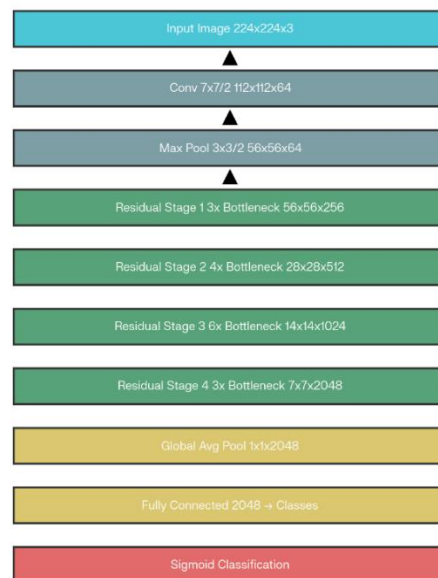 Input Image 224x224x3
Conv 7x7/2 112x112x64
Max Pool 3x3/2 56x56x64
Residual Stage 1 3x Bottleneck 56x56x256
Residual Stage 2 4x Bottleneck 28x28x512
Residual Stage 3 6x Bottleneck 14x14x1024
Residual Stage 4 3x Bottleneck 7x7x2048
Global Avg Pool 1x1x2048
Fully Connected 2048 → Classes
Sigmoid Classification